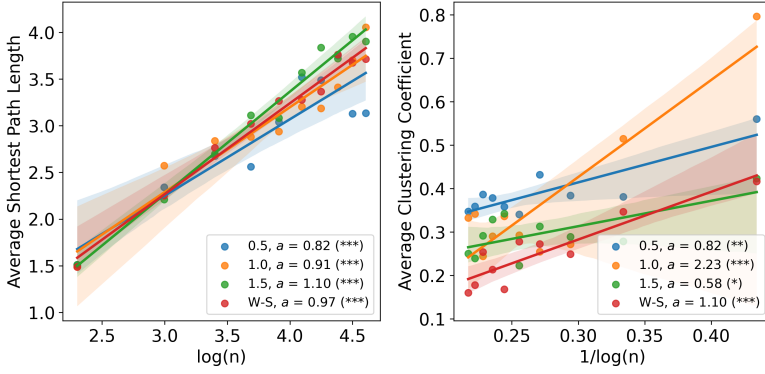 Average Shortest Path Length
4.0
3.5
3.0
2.5
2.0
1.5
1.0
2.5
3.0
3.5
4.0
4.5
log(n)
0.5, a = 0.82 (***)
1.0, a = 0.91 (***)
1.5, a = 1.10 (***)
W-S, a = 0.97 (***)
Average Clustering Coefficient
0.8
0.7
0.6
0.5
0.4
0.3
0.2
0.1
0.25
0.30
0.35
0.40
1/log(n)
0.5, a = 0.82 (**)
1.0, a = 2.23 (***)
1.5, a = 0.58 (*)
W-S, a = 1.10 (***)